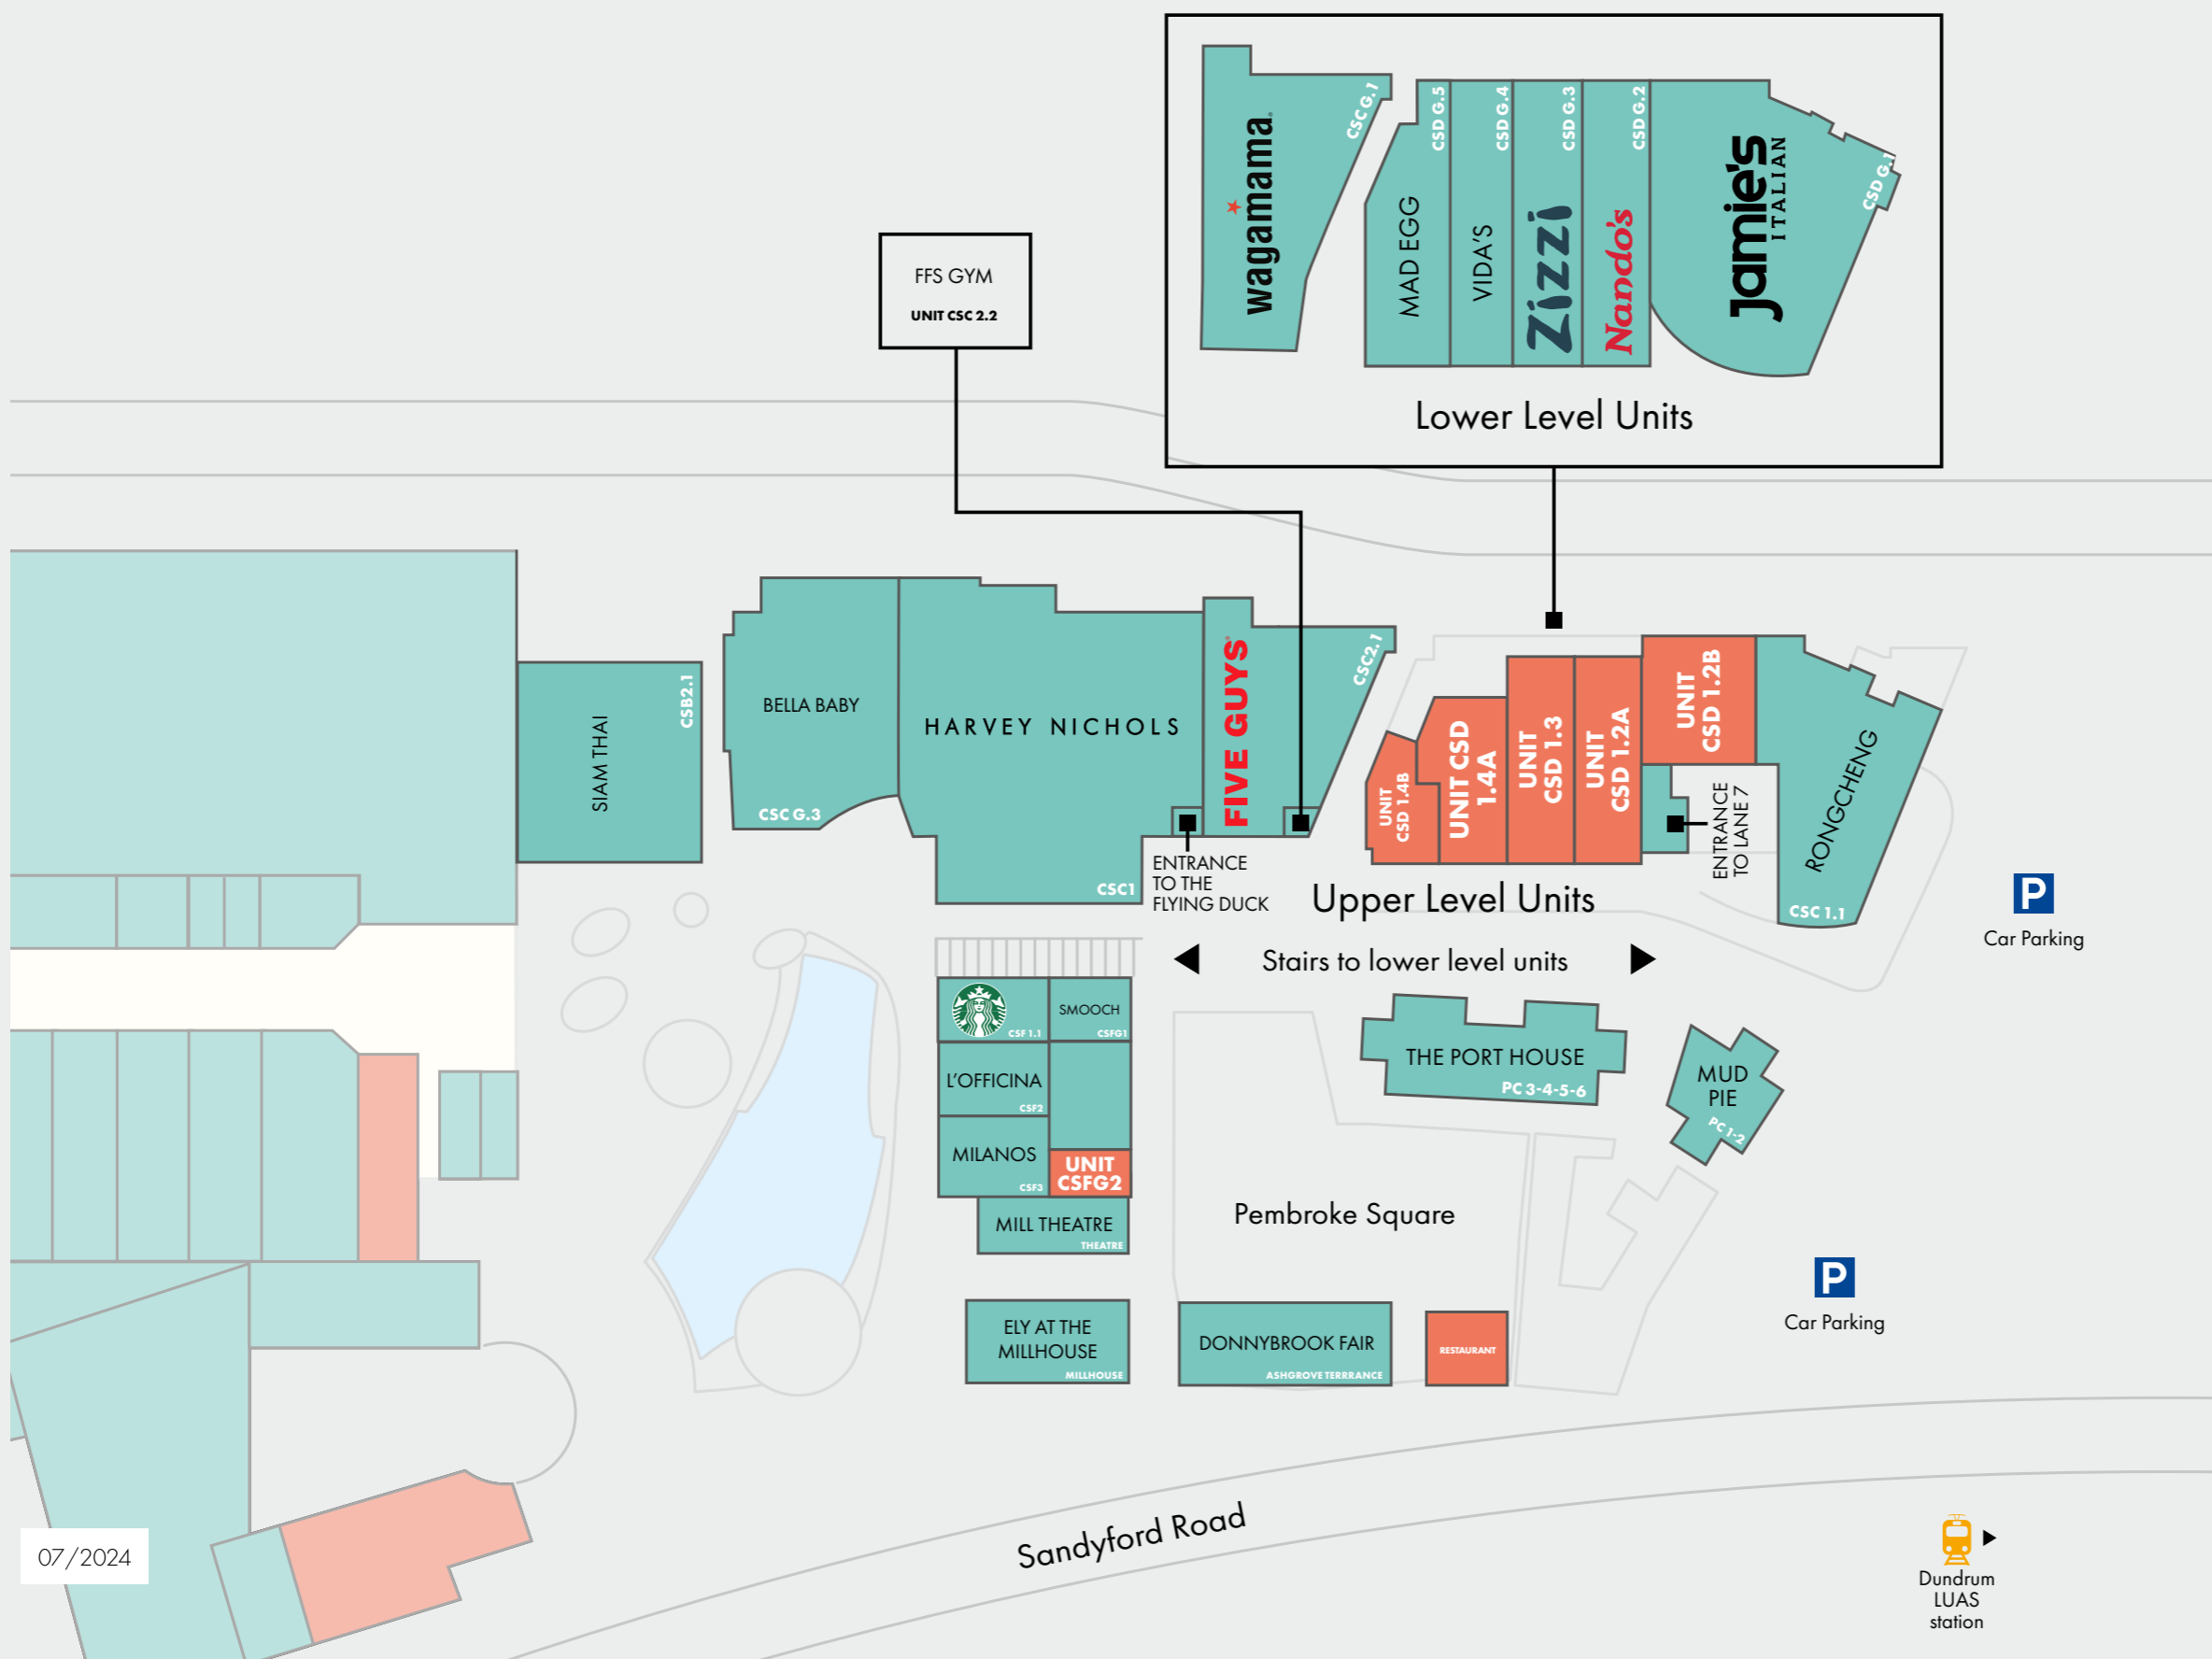 wagamama
CSC G.1
MAD EGG
CSD G.5
VIDA'S
CSD G.4
Zizzi
CSD G.3
Nando's
CSD G.2
Jamie's
ITALIAN
CSD G.1
Lower Level Units
FFS GYM
UNIT CSC 2.2
SIAM THAI
CSB2.1
BELLA BABY
CSC G.3
HARVEY NICHOLS
CSC1
FIVE GUYS
CSC2.1
ENTRANCE
TO THE
FLYING DUCK
UNIT
CSD 1.4B
UNIT CSD
1.4A
UNIT
CSD 1.3
UNIT
CSD 1.2A
UNIT
CSD 1.2B
ENTRANCE
TO LANE 7
RONGCHENG
CSC 1.1
Upper Level Units
Stairs to lower level units
P
Car Parking
CSF 1.1
SMOOCH
CSFG1
L'OFFICINA
CSF2
MILANOS
CSF3
UNIT
CSFG2
MILL THEATRE
THEATRE
THE PORT HOUSE
PC 3-4-5-6
MUD
PIE
PC 1-2
Pembroke Square
P
Car Parking
ELY AT THE
MILLHOUSE
MILLHOUSE
DONNYBROOK FAIR
ASHGROVE TERRRANCE
RESTAURANT
Sandyford Road
07/2024
Dundrum
LUAS
station